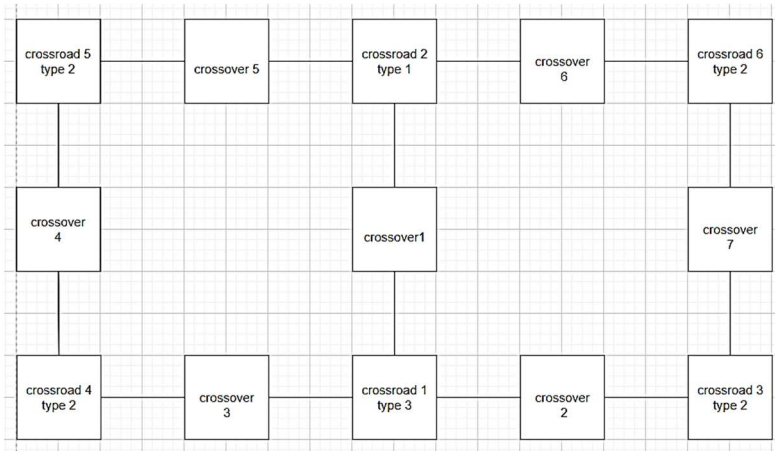 crossroad 5
type 2
crossover 5
crossroad 2
type 1
crossover
6
crossroad 6
type 2
crossover
4
crossover1
crossover
7
crossroad 4
type 2
crossover
3
crossroad 1
type 3
crossover
2
crossroad 3
type 2